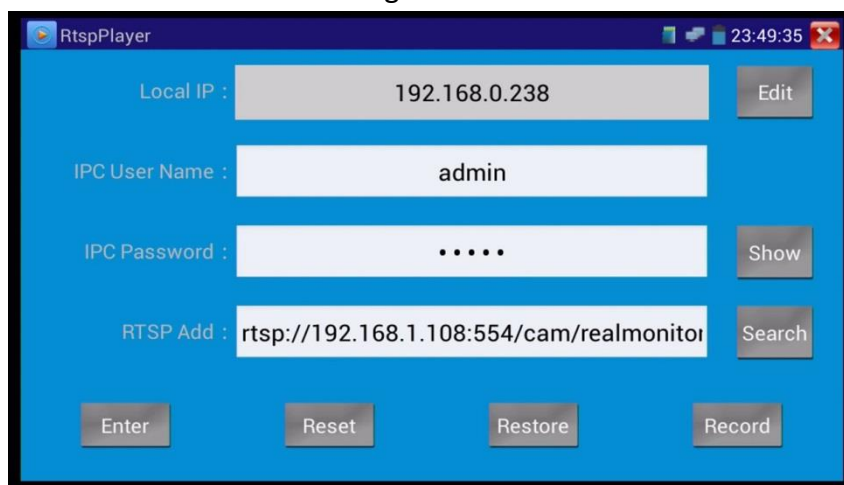 RtspPlayer 23:49:35
Local IP : 192.168.0.238 Edit
IPC User Name : admin
IPC Password : ••••• Show
RTSP Add : rtsp://192.168.1.108:554/cam/realmonitor Search
Enter Reset Restore Record